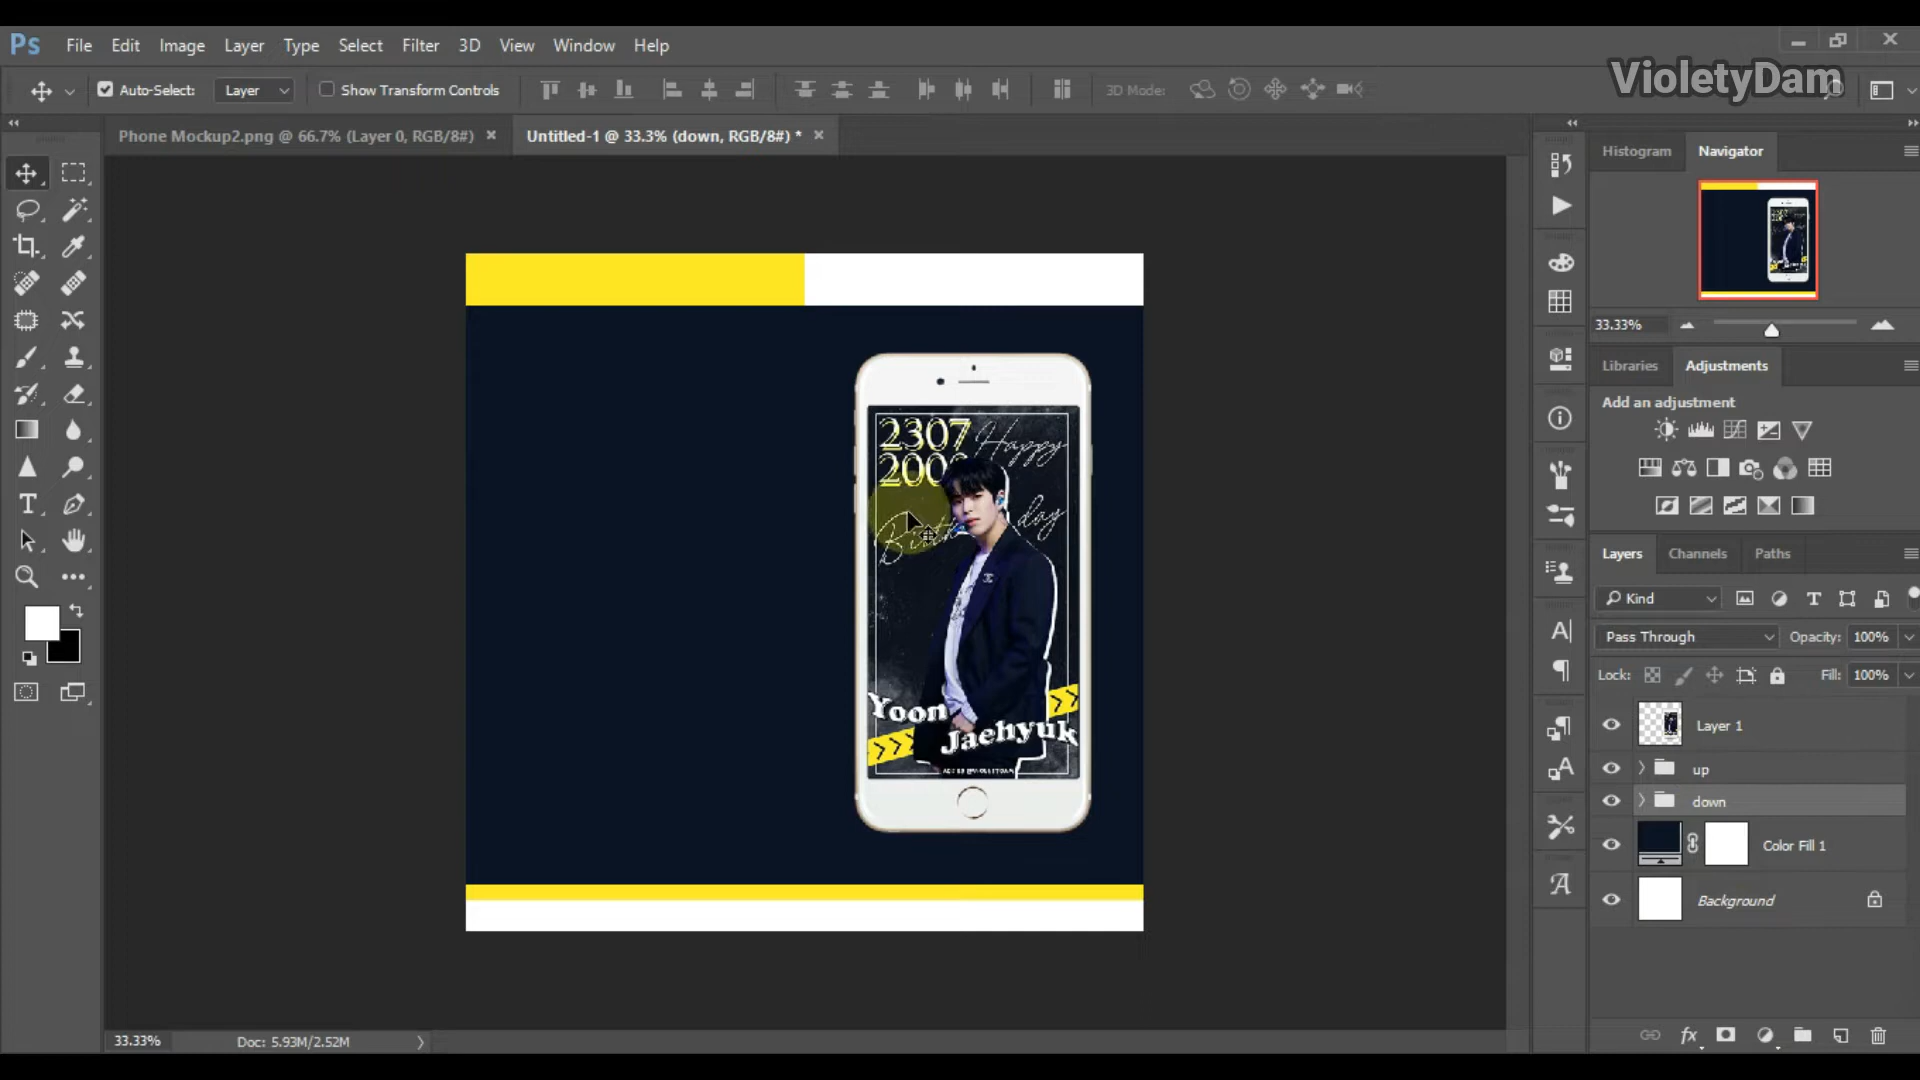 Ps File Edit Image Layer Type Select Filter 3D View Window Help
VioletyDam
Auto-Select: Layer Show Transform Controls 3D Mode:
Phone Mockup2.png @ 66.7% (Layer 0, RGB/8#) × Untitled-1 @ 33.3% (down, RGB/8#) * ×
Histogram Navigator
33.33%
Libraries Adjustments
Add an adjustment
2307
Happy
Birthday
Yoon
Jaehyuk
Layers Channels Paths
Kind
Pass Through Opacity: 100%
Lock: Fill: 100%
Layer 1
up
down
Color Fill 1
Background
33.33% Doc: 5.93M/2.52M